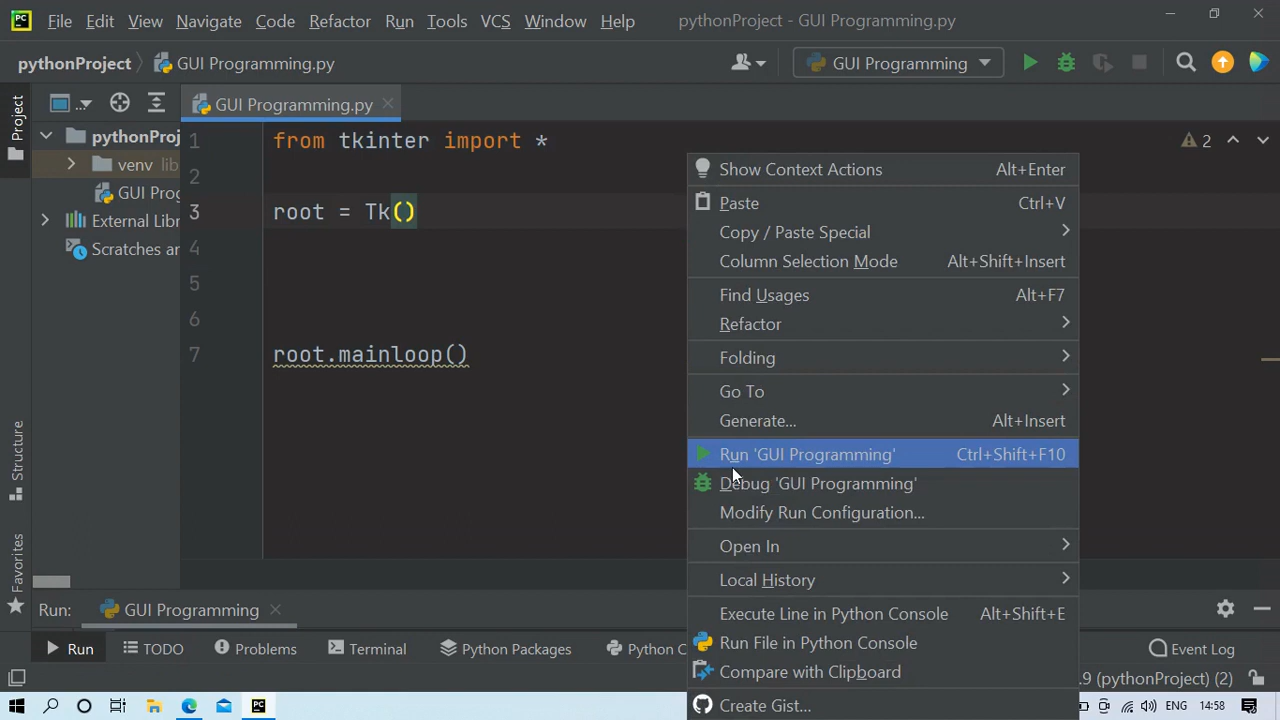 PC File Edit View Navigate Code Refactor Run Tools VCS Window Help pythonProject - GUI Programming.py
pythonProject GUI Programming.py GUI Programming
Project ... GUI Programming.py
pythonProj
venv lib
GUI Prog
External Libr
Scratches an
Structure
Favorites
1 from tkinter import * 2
2
3 root = Tk()
4
5
6
7 root.mainloop()
Show Context Actions Alt+Enter
Paste Ctrl+V
Copy / Paste Special
Column Selection Mode Alt+Shift+Insert
Find Usages Alt+F7
Refactor
Folding
Go To
Generate... Alt+Insert
Run 'GUI Programming' Ctrl+Shift+F10
Debug 'GUI Programming'
Modify Run Configuration...
Open In
Local History
Execute Line in Python Console Alt+Shift+E
Run File in Python Console
Compare with Clipboard
Create Gist...
Run: GUI Programming
Run TODO Problems Terminal Python Packages Python C Event Log
.9 (pythonProject) (2)
PC ENG 14:58